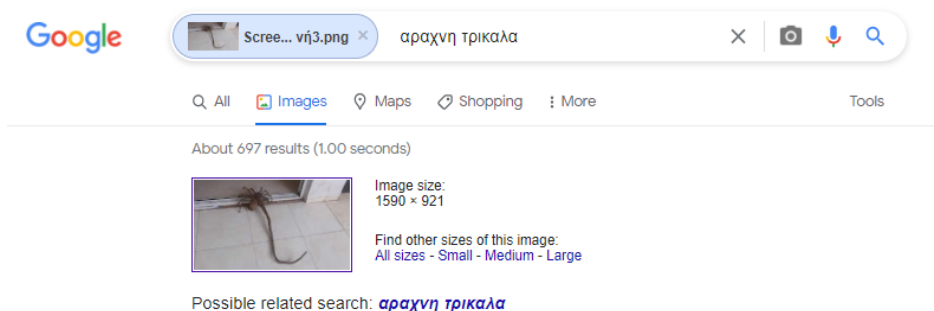 Google Scree... νή3.png × αραχνη τρικαλα
All Images Maps Shopping More Tools
About 697 results (1.00 seconds)
Image size:
1590 × 921
Find other sizes of this image:
All sizes - Small - Medium - Large
Possible related search: αραχνη τρικαλα